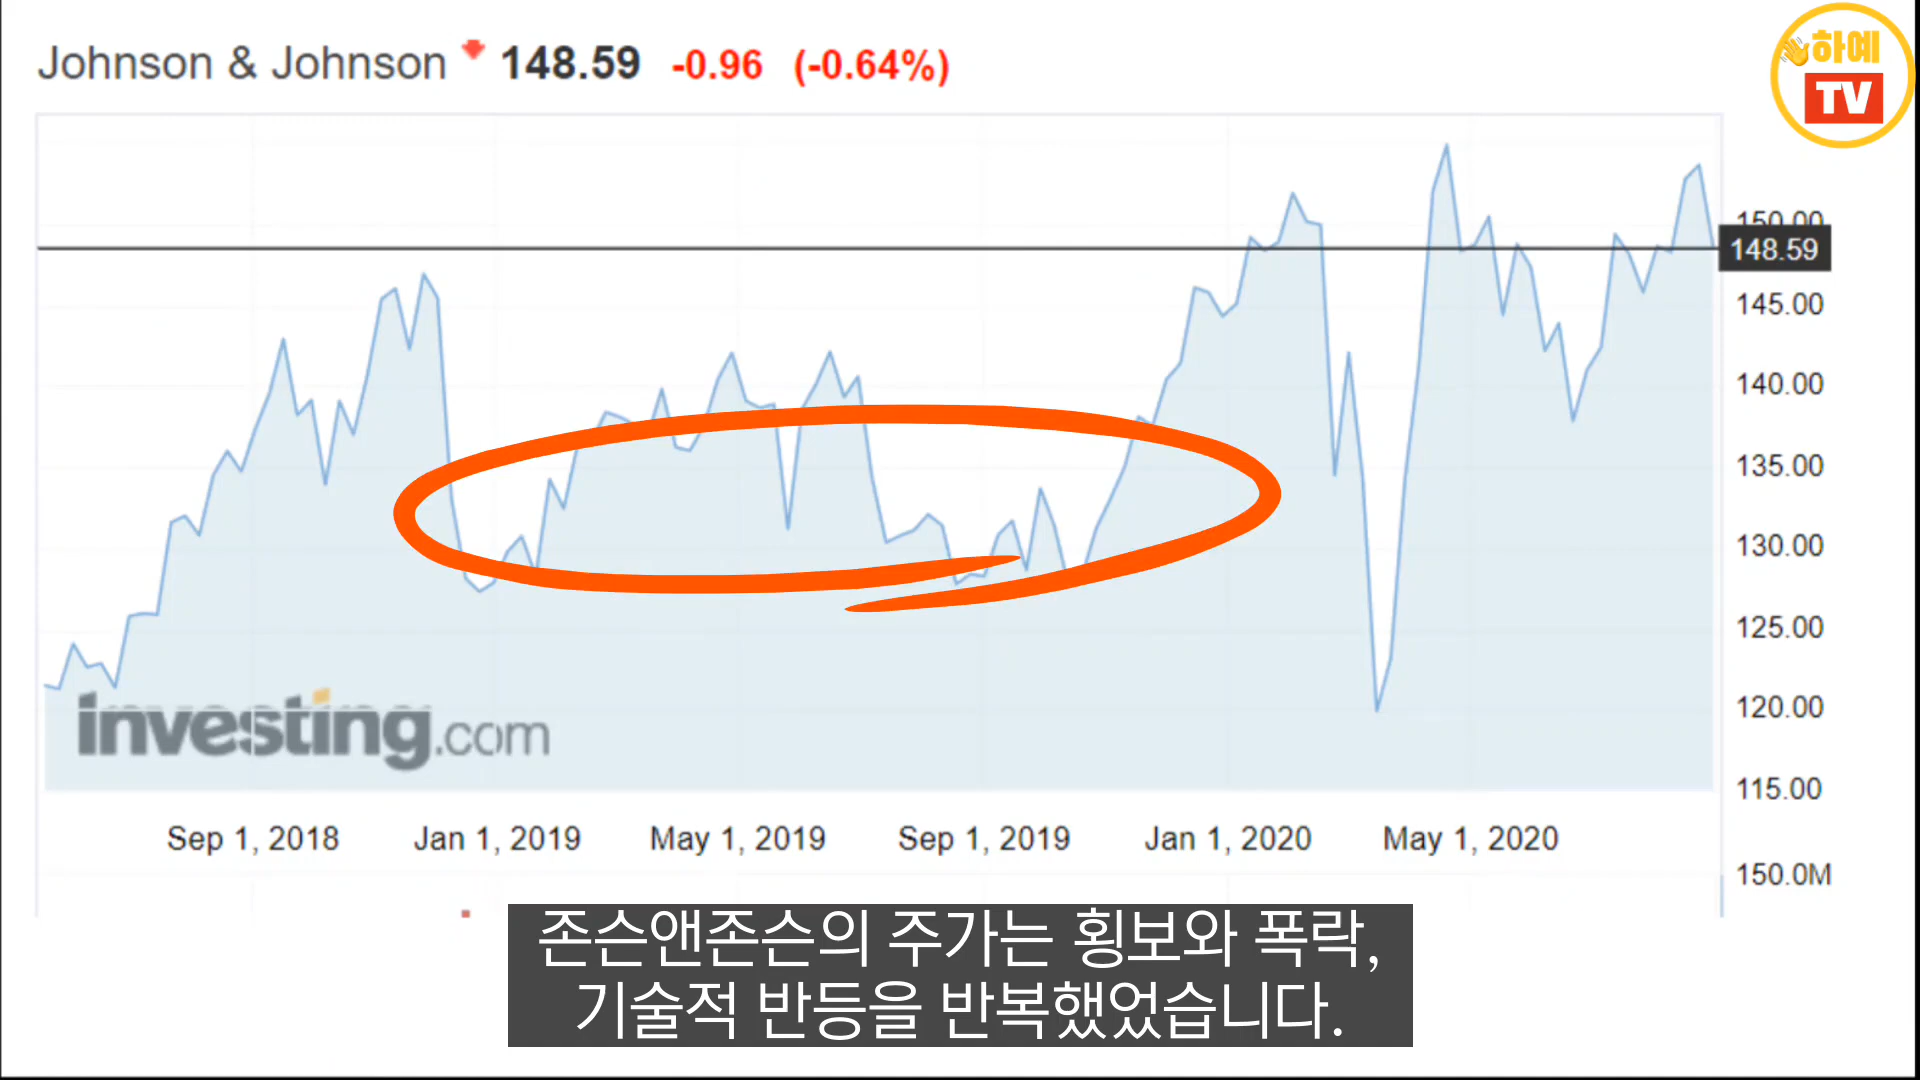 Johnson & Johnson 148.59 -0.96 (-0.64%)
하예
TV
150.00
148.59
145.00
140.00
135.00
130.00
125.00
120.00
115.00
investing.com
Sep 1, 2018 Jan 1, 2019 May 1, 2019 Sep 1, 2019 Jan 1, 2020 May 1, 2020
150.0M
존슨앤존슨의 주가는 횡보와 폭락,
기술적 반등을 반복했었습니다.